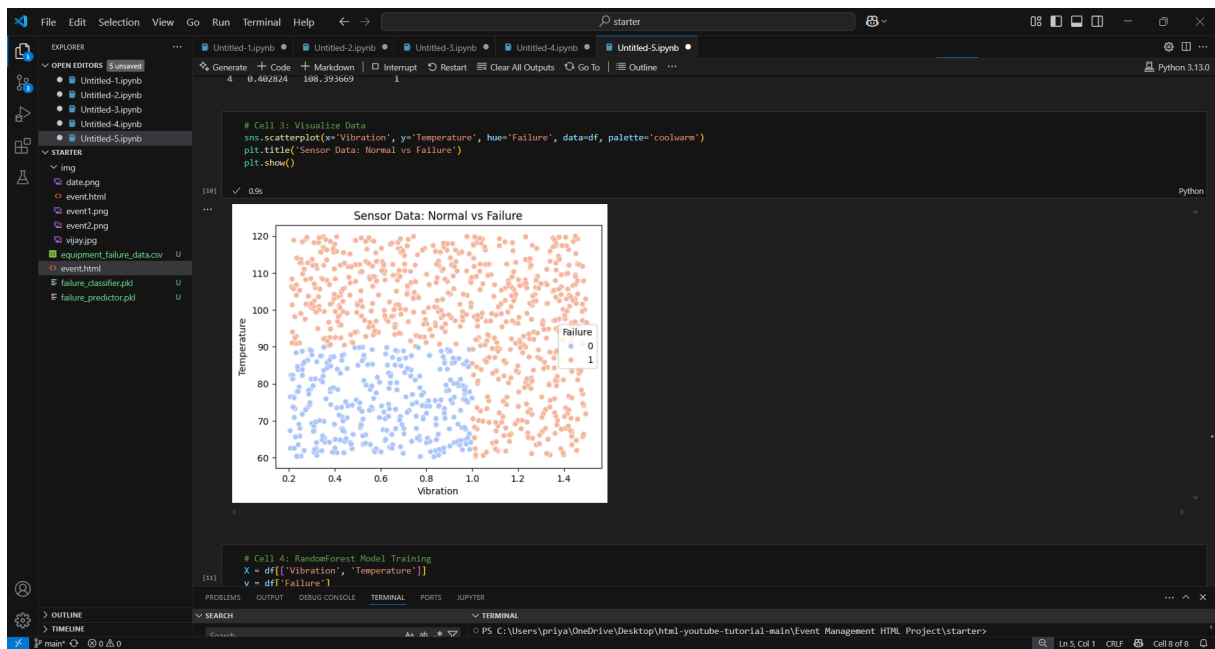 File Edit Selection View Go Run Terminal Help
starter
EXPLORER
Untitled-1.ipynb
Untitled-2.ipynb
Untitled-3.ipynb
Untitled-4.ipynb
Untitled-5.ipynb
OPEN EDITORS 5 unsaved
Untitled-1.ipynb
Untitled-2.ipynb
Untitled-3.ipynb
Untitled-4.ipynb
Untitled-5.ipynb
STARTER
img
date.png
event.html
event1.png
event2.png
vijay.jpg
equipment_failure_data.csv U
event.html
failure_classifier.pkl U
failure_predictor.pkl U
OUTLINE
TIMELINE
Generate + Code + Markdown Interrupt Restart Clear All Outputs Go To Outline ...
Python 3.13.0
4 0.402824 108.393669 1
# Cell 3: Visualize Data
sns.scatterplot(x='Vibration', y='Temperature', hue='Failure', data=df, palette='coolwarm')
plt.title('Sensor Data: Normal vs Failure')
plt.show()
[10] 0.9s Python
Sensor Data: Normal vs Failure
120
110
100
90
80
70
60
Temperature
Failure
0
1
0.2 0.4 0.6 0.8 1.0 1.2 1.4
Vibration
# Cell 4: RandomForest Model Training
[11] X = df[['Vibration', 'Temperature']]
y = df['Failure']
PROBLEMS OUTPUT DEBUG CONSOLE TERMINAL PORTS JUPYTER
SEARCH
TERMINAL
Search Aa ab .*
PS C:\Users\priya\OneDrive\Desktop\html-youtube-tutorial-main\Event Management HTML Project\starter>
main* 0 0
Ln 5, Col 1 CRLF Cell 8 of 8